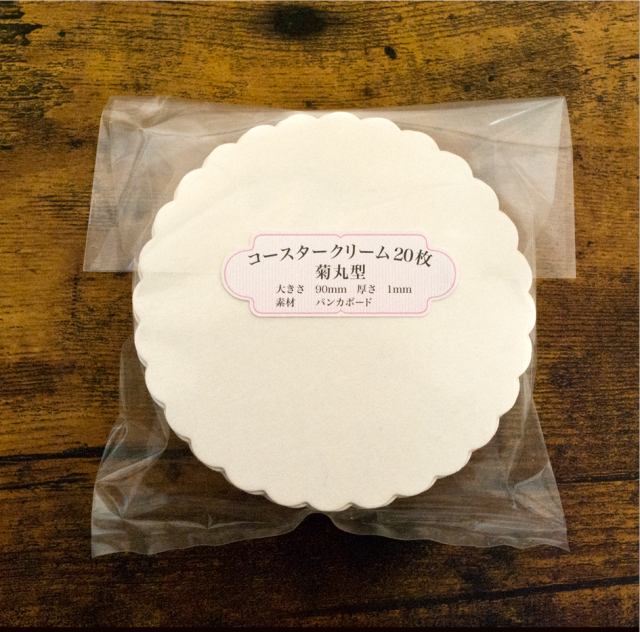 コースタークリーム20枚
菊丸型
大きさ 90mm 厚さ 1mm
素材 バンカボード